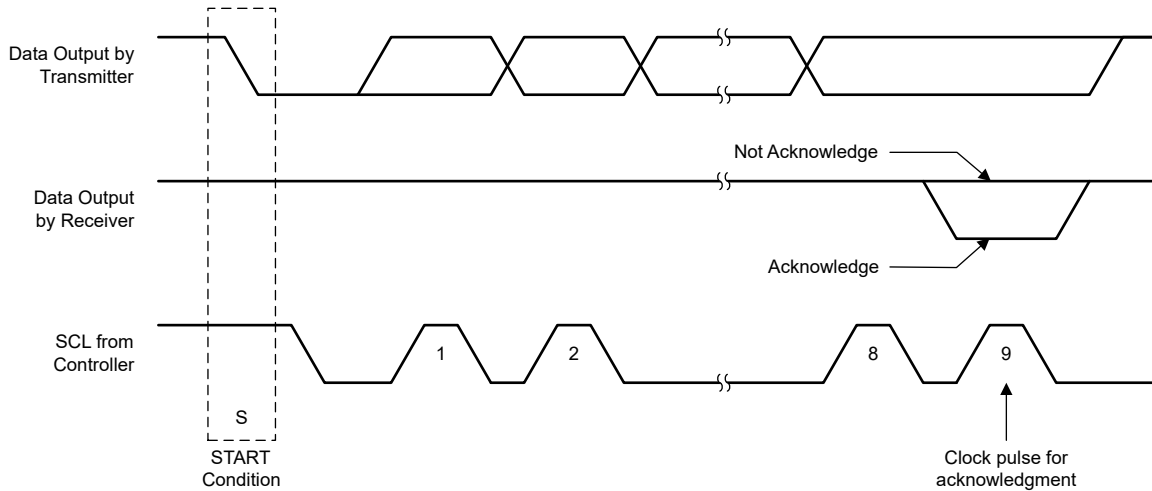 Data Output by
Transmitter
Not Acknowledge
Data Output
by Receiver
Acknowledge
SCL from
Controller
1
2
8
9
S
START
Condition
Clock pulse for
acknowledgment